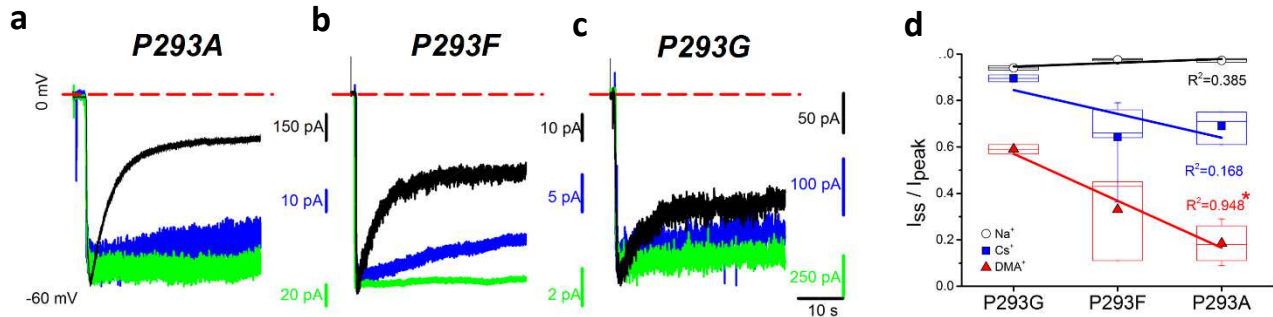 a
P293A
b
P293F
c
P293G
d
0 mV
-60 mV
150 pA
10 pA
20 pA
10 pA
5 pA
2 pA
50 pA
100 pA
250 pA
10 s
Iss / Ipeak
0.8
0.6
0.4
0.2
R²=0.385
R²=0.168
R²=0.948*
Na⁺
Cs⁺
DMA⁺
P293G
P293F
P293A